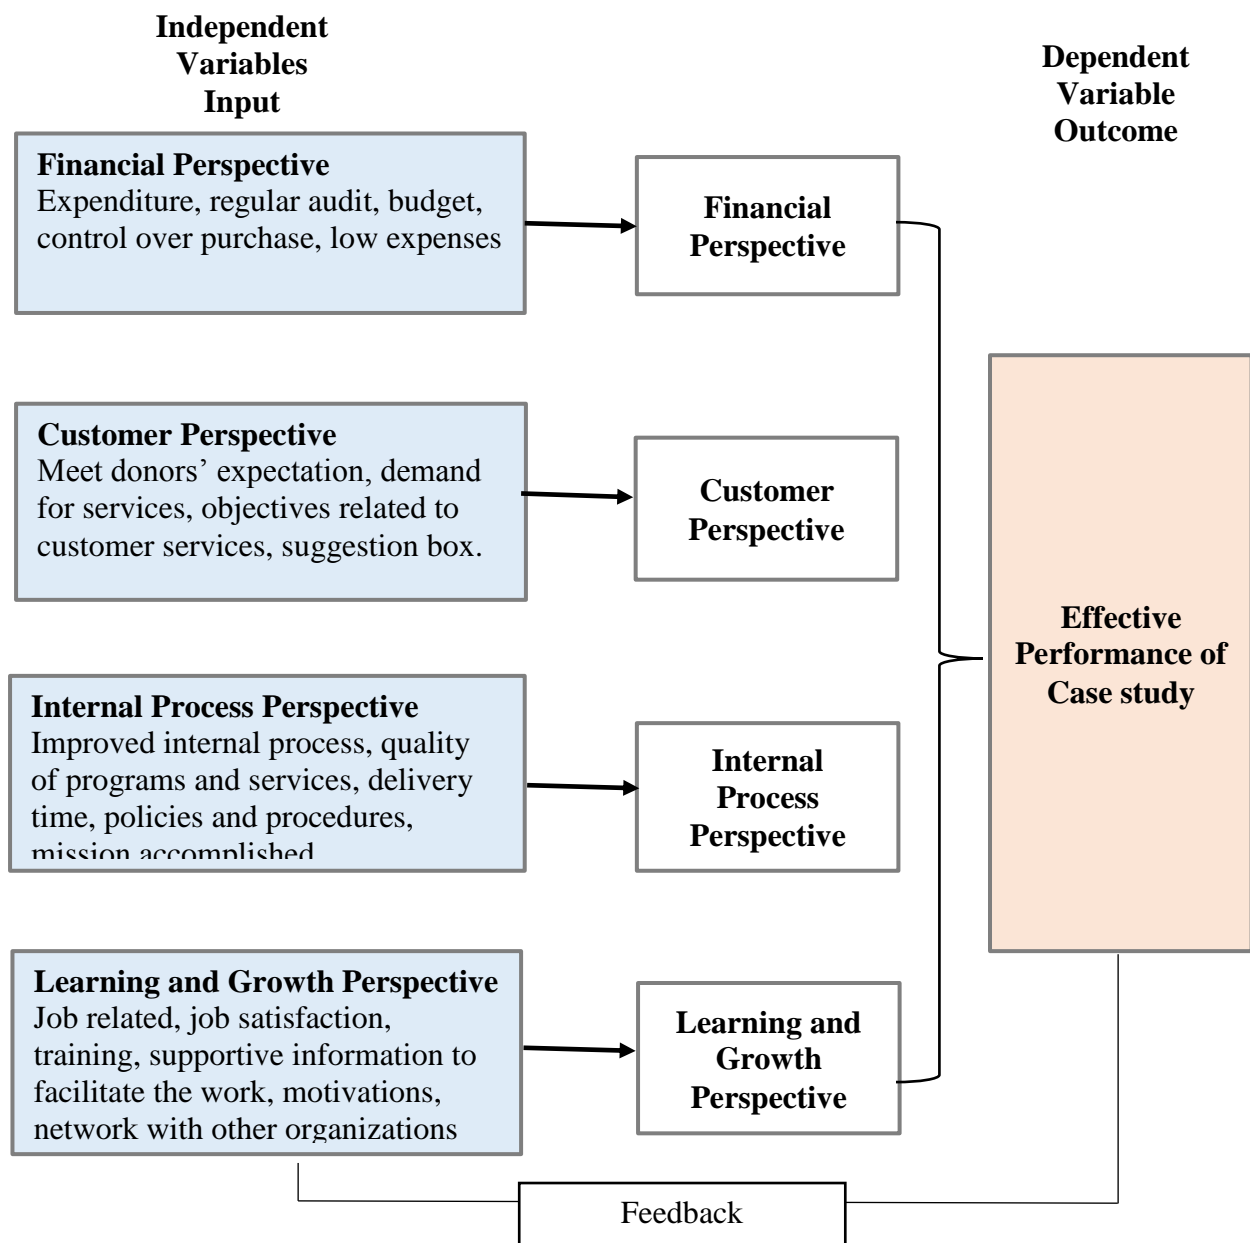 Independent
Variables
Input
Dependent
Variable
Outcome
Financial Perspective
Expenditure, regular audit, budget,
control over purchase, low expenses
Financial
Perspective
Customer Perspective
Meet donors’ expectation, demand
for services, objectives related to
customer services, suggestion box.
Customer
Perspective
Effective
Performance of
Case study
Internal Process Perspective
Improved internal process, quality
of programs and services, delivery
time, policies and procedures,
mission accomplished
Internal
Process
Perspective
Learning and Growth Perspective
Job related, job satisfaction,
training, supportive information to
facilitate the work, motivations,
network with other organizations
Learning and
Growth
Perspective
Feedback